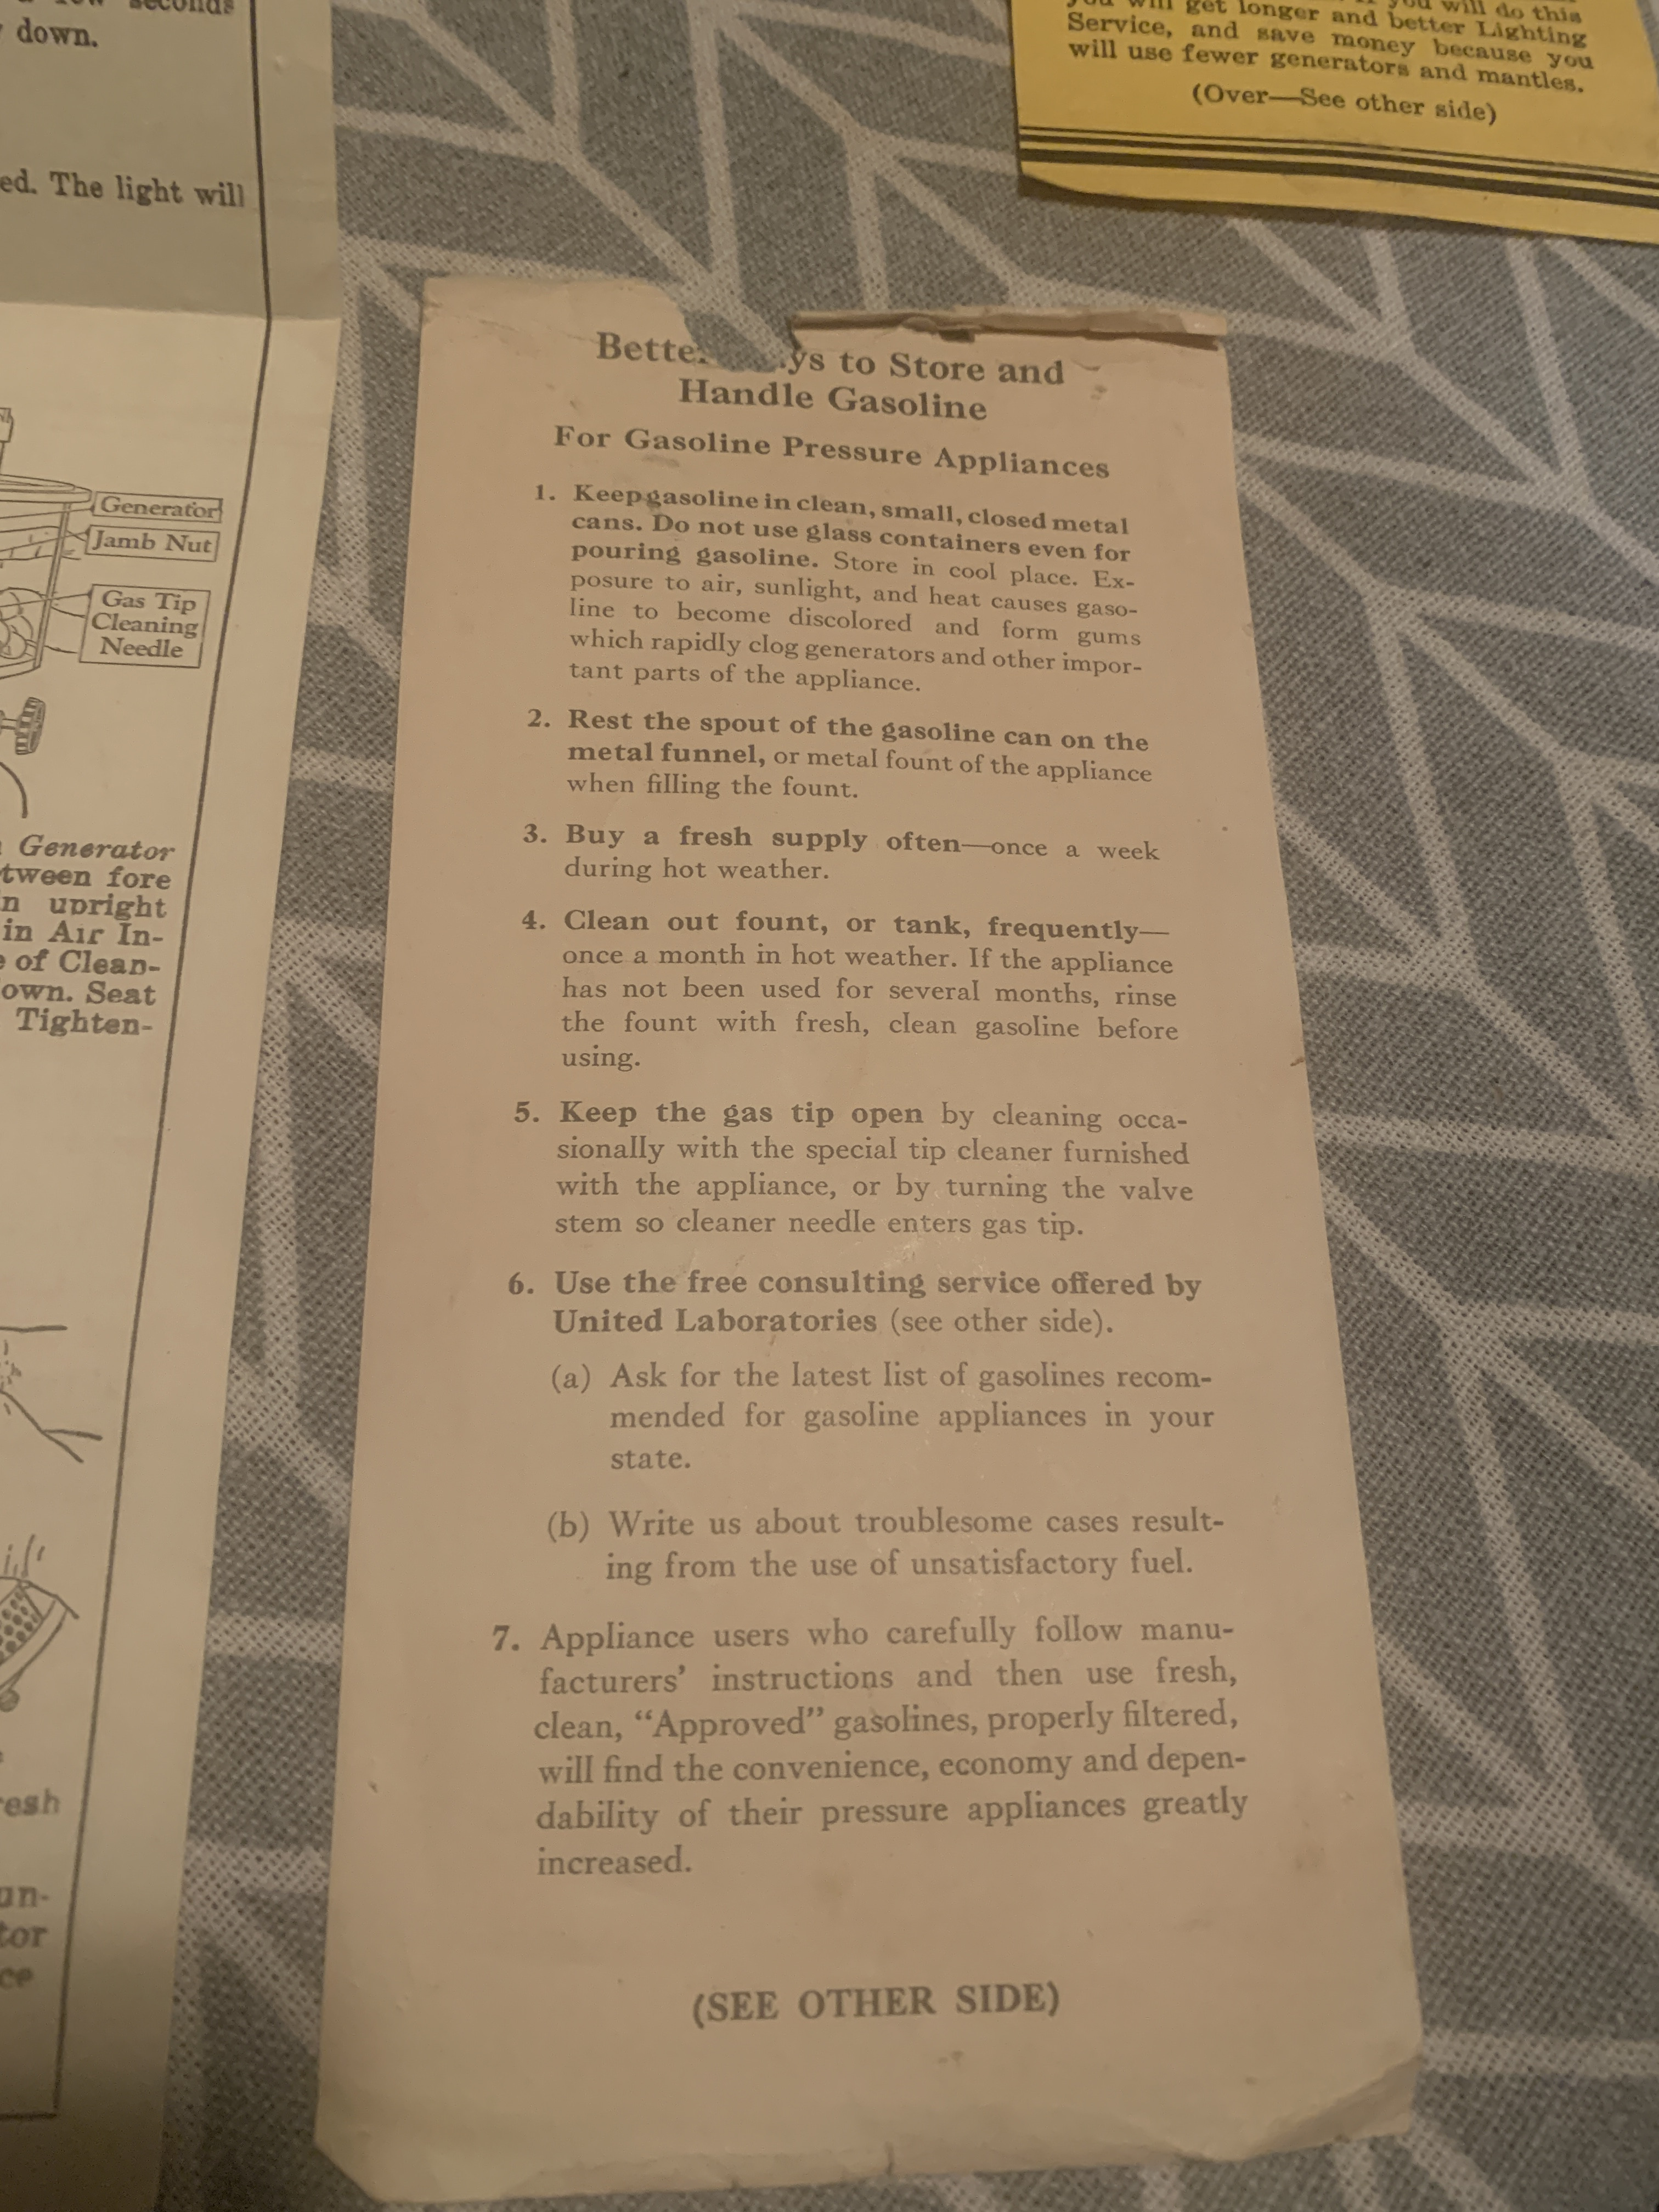 seconds
down.
ed. The light will
Generator
Jamb Nut
Gas Tip
Cleaning
Needle
Generator
tween fore
n upright
in Air In-
of Clean-
own. Seat
Tighten-
esh
an-
tor
ce
you will do this
you will get longer and better Lighting
Service, and save money because you
will use fewer generators and mantles.
(Over—See other side)
Bette ys to Store and
Handle Gasoline
For Gasoline Pressure Appliances
1. Keep gasoline in clean, small, closed metal
cans. Do not use glass containers even for
pouring gasoline. Store in cool place. Ex-
posure to air, sunlight, and heat causes gaso-
line to become discolored and form gums
which rapidly clog generators and other impor-
tant parts of the appliance.
2. Rest the spout of the gasoline can on the
metal funnel, or metal fount of the appliance
when filling the fount.
3. Buy a fresh supply often—once a week
during hot weather.
4. Clean out fount, or tank, frequently—
once a month in hot weather. If the appliance
has not been used for several months, rinse
the fount with fresh, clean gasoline before
using.
5. Keep the gas tip open by cleaning occa-
sionally with the special tip cleaner furnished
with the appliance, or by turning the valve
stem so cleaner needle enters gas tip.
6. Use the free consulting service offered by
United Laboratories (see other side).
(a) Ask for the latest list of gasolines recom-
mended for gasoline appliances in your
state.
(b) Write us about troublesome cases result-
ing from the use of unsatisfactory fuel.
7. Appliance users who carefully follow manu-
facturers' instructions and then use fresh,
clean, "Approved" gasolines, properly filtered,
will find the convenience, economy and depen-
dability of their pressure appliances greatly
increased.
(SEE OTHER SIDE)